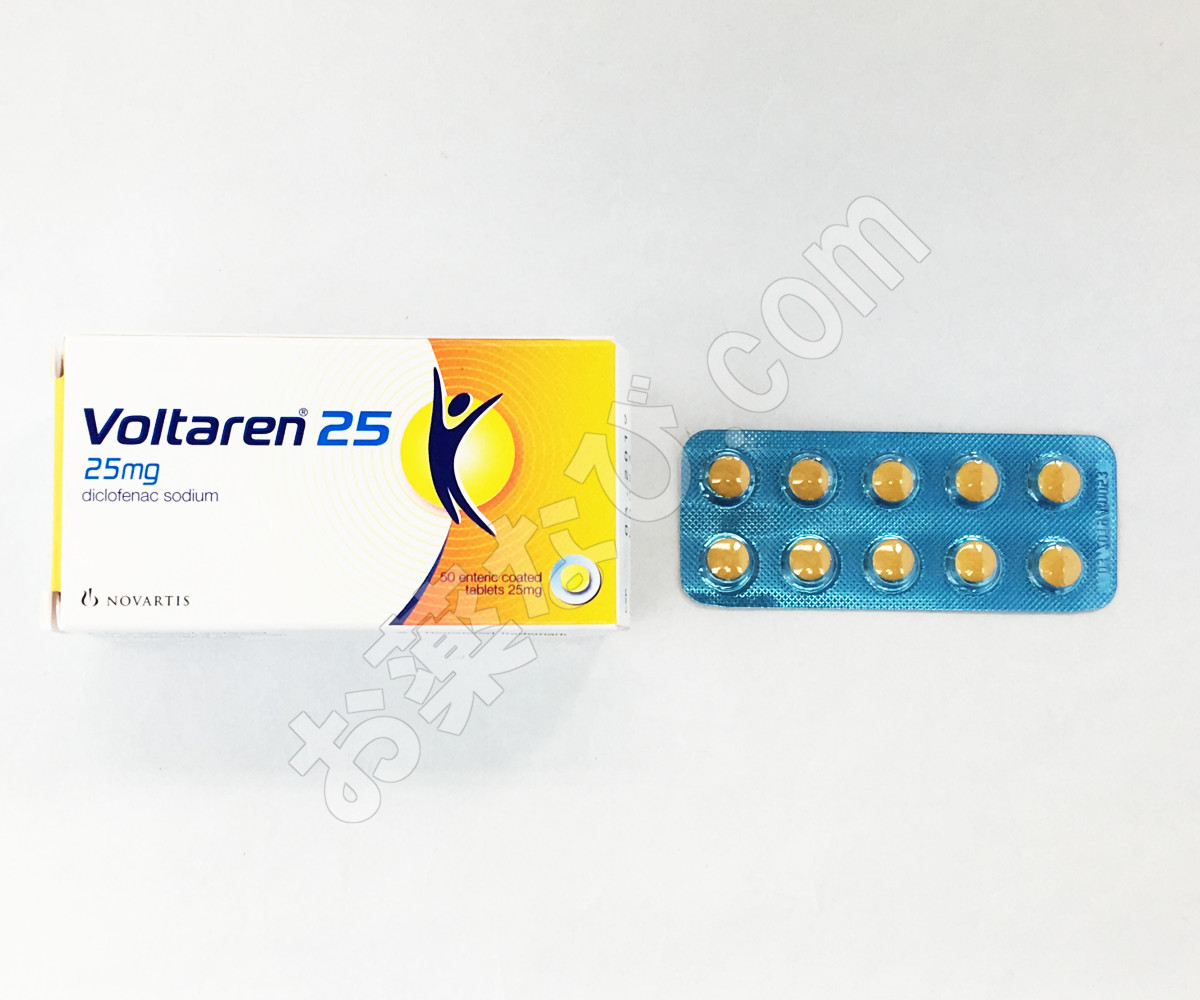 Voltaren® 25
25mg
diclofenac sodium
50 enteric coated
tablets 25mg
NOVARTIS
お薬なび.com